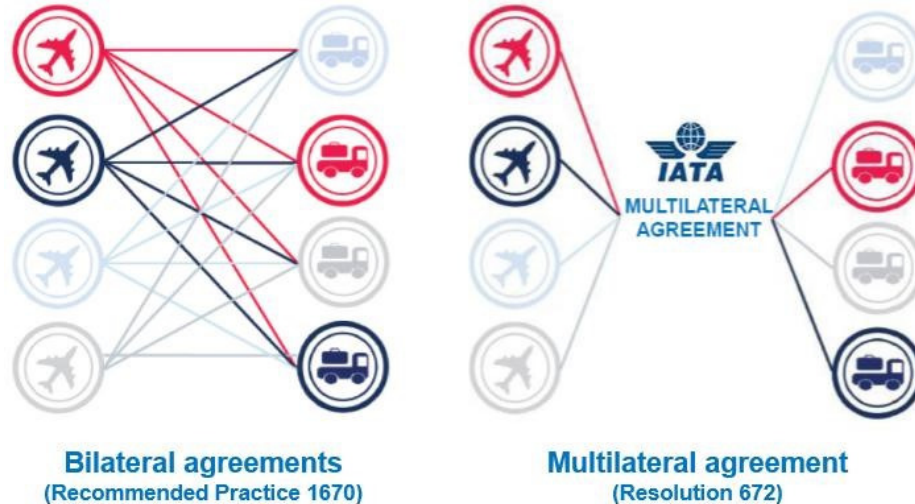 IATA
MULTILATERAL
AGREEMENT
Bilateral agreements
(Recommended Practice 1670)
Multilateral agreement
(Resolution 672)